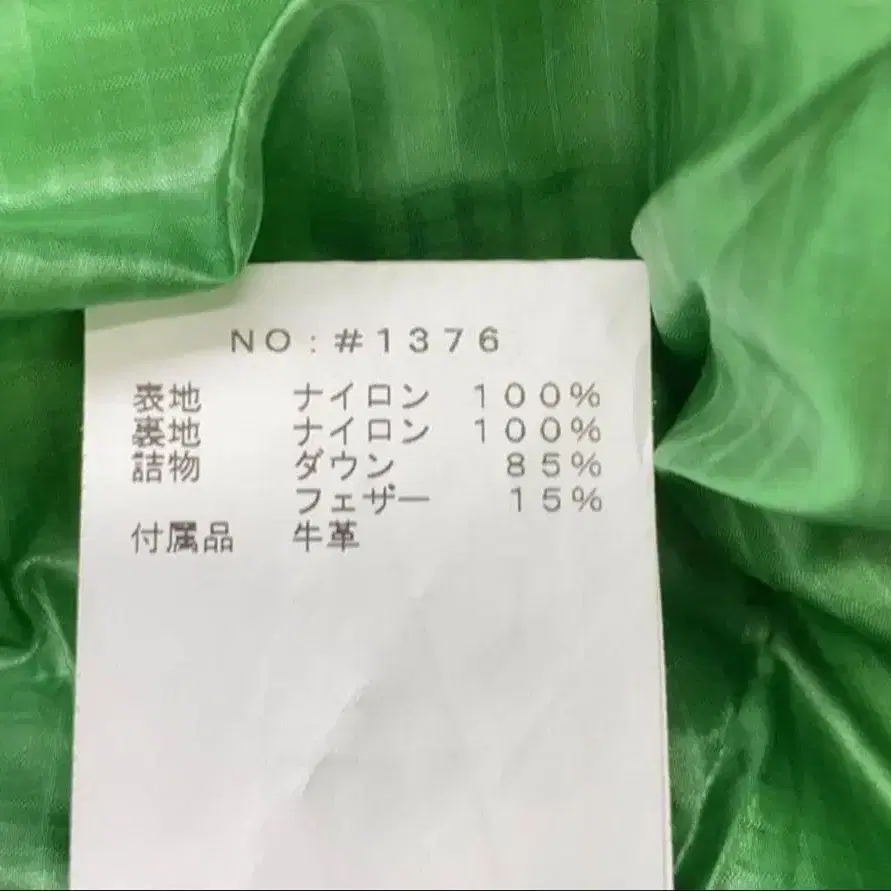 NO:#1376
表地 ナイロン 100%
裏地 ナイロン 100%
詰物 ダウン 85%
フェザー 15%
付属品 牛革